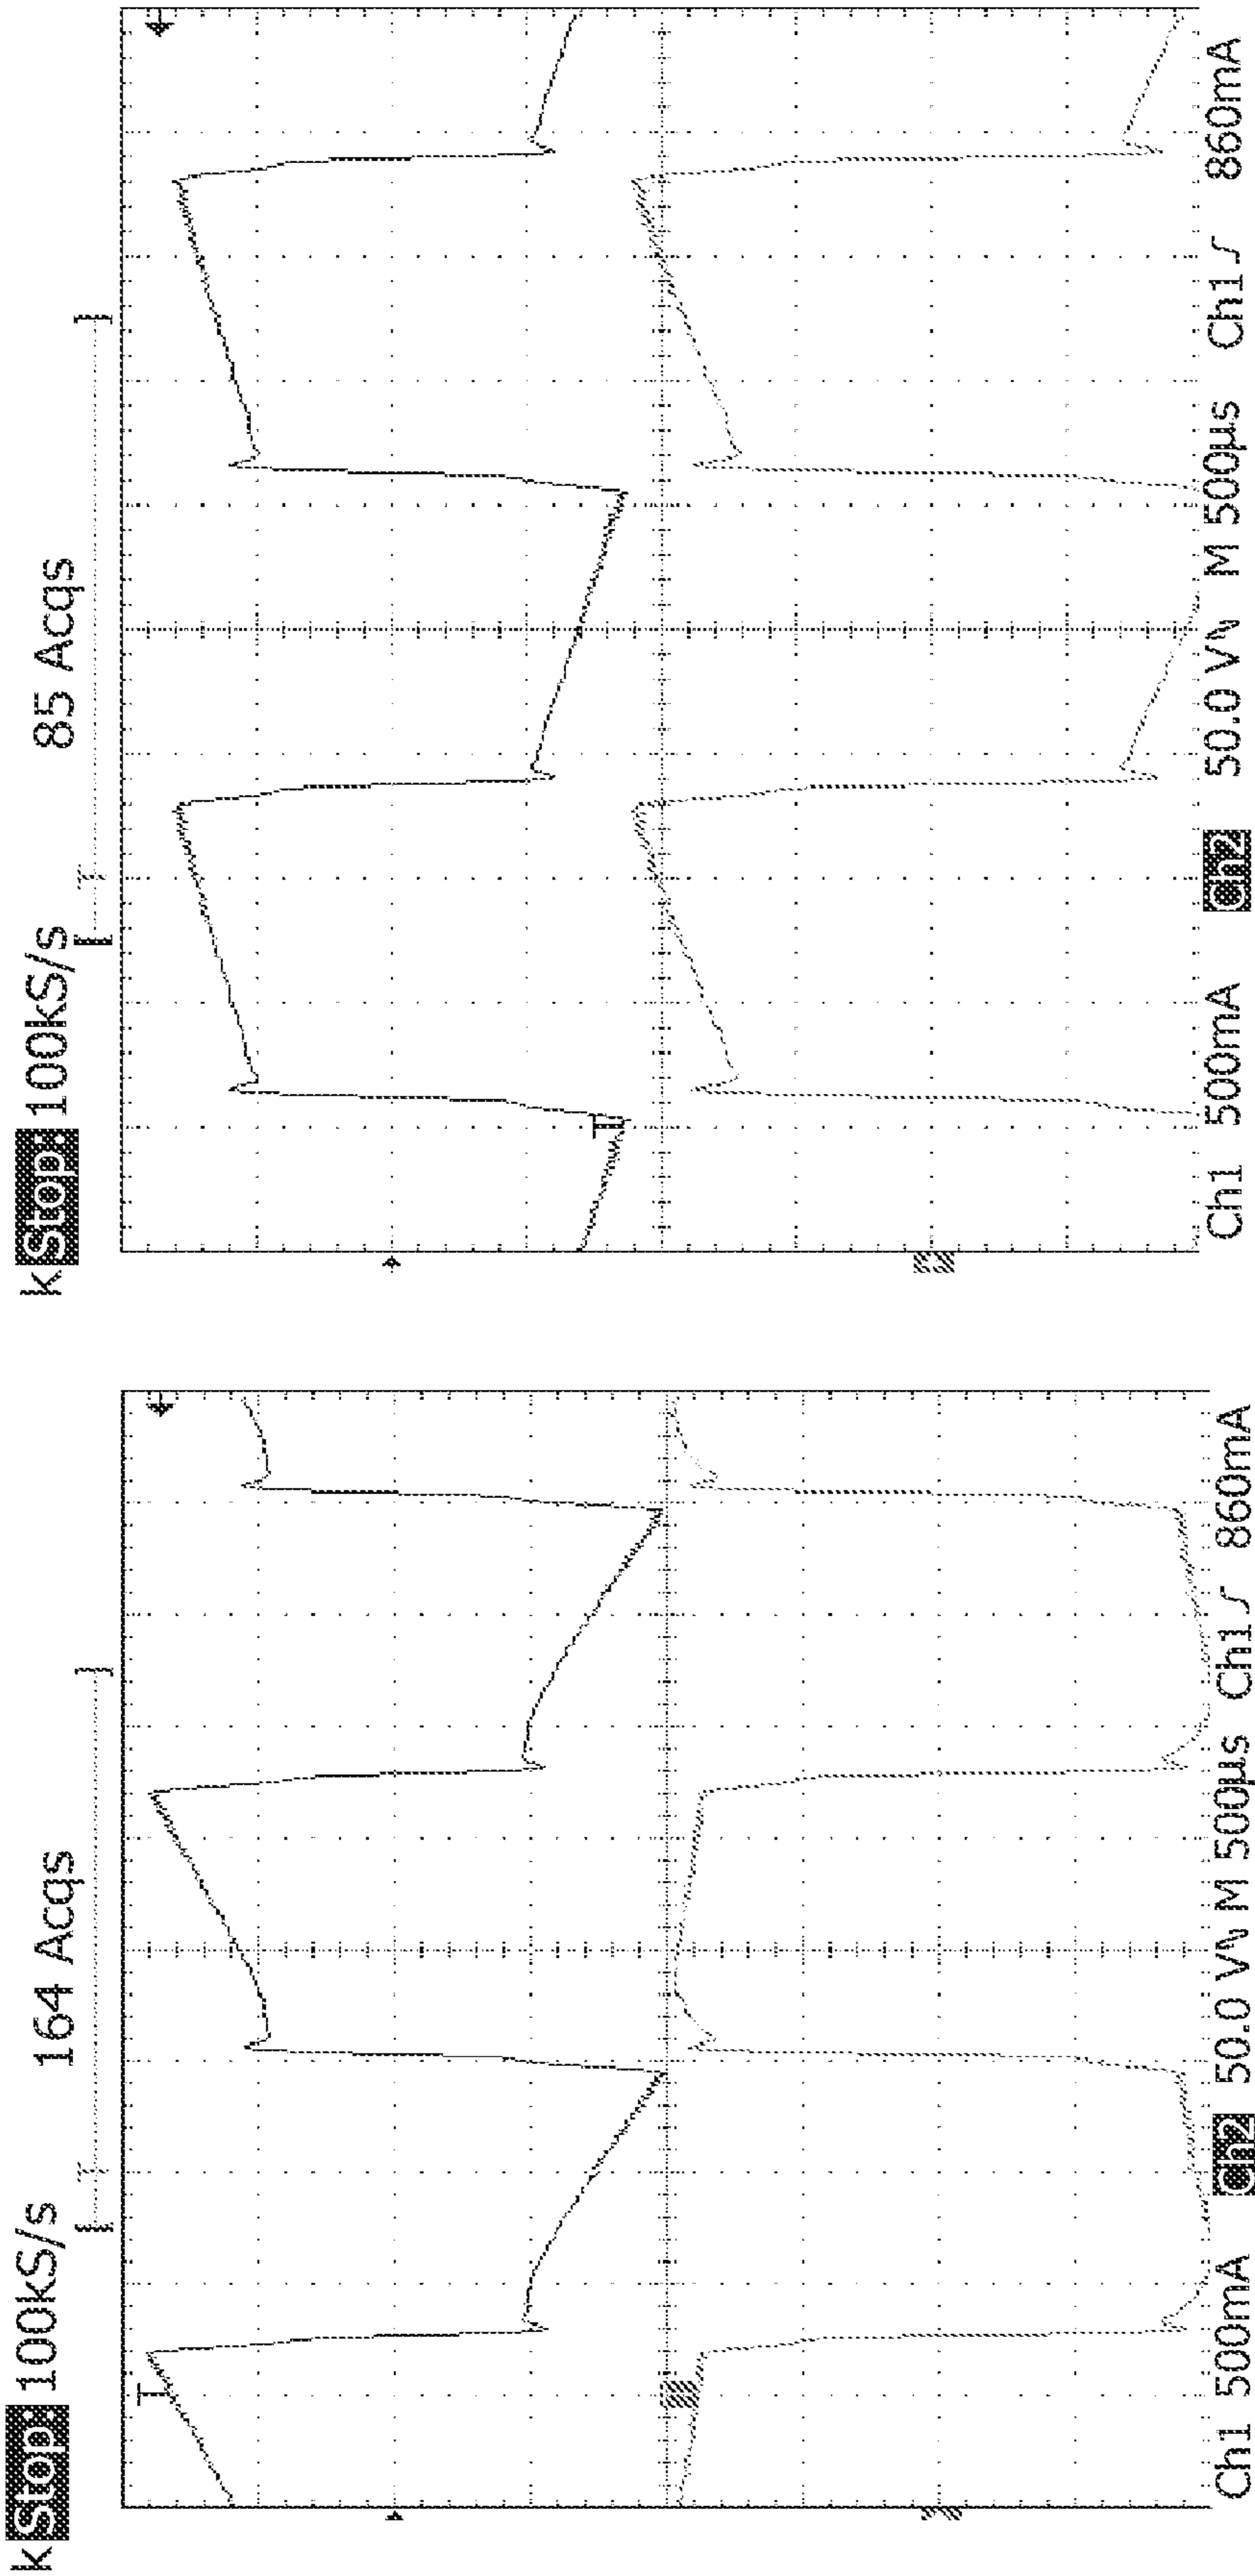 k Stop: 100kS/s 164 Acqs
[ T ]
T
Ch1 500mA Ch2 50.0 V M 500µs Ch1 860mA
k Stop: 100kS/s 85 Acqs
[ T ]
T
Ch1 500mA Ch2 50.0 V M 500µs Ch1 860mA